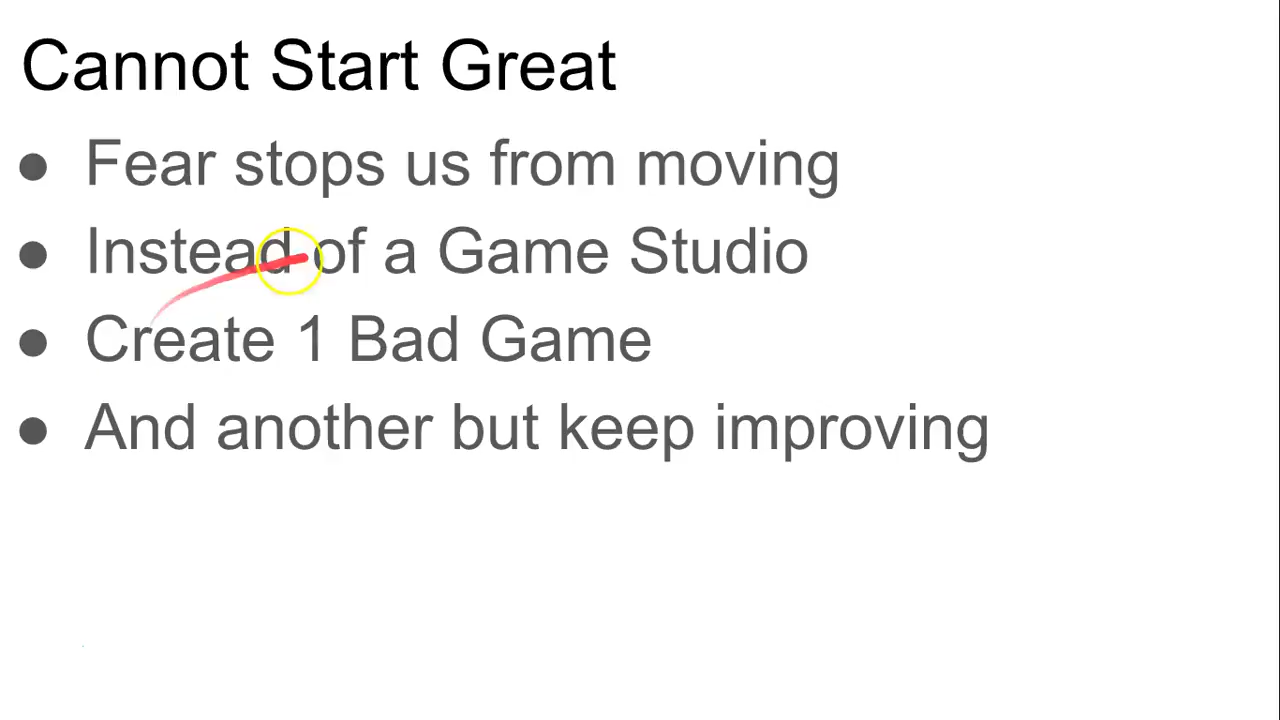 Cannot Start Great
● Fear stops us from moving
● Instead of a Game Studio
● Create 1 Bad Game
● And another but keep improving